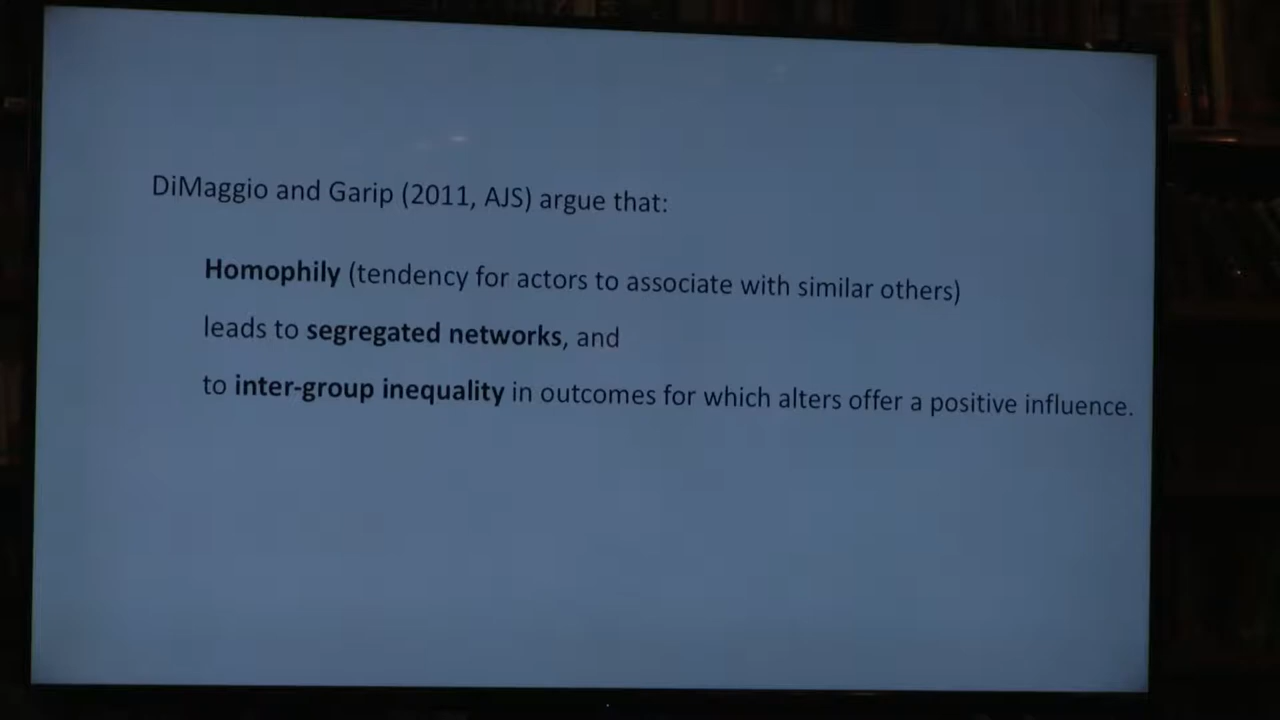 DiMaggio and Garip (2011, AJS) argue that:
Homophily (tendency for actors to associate with similar others)
leads to segregated networks, and
to inter-group inequality in outcomes for which alters offer a positive influence.